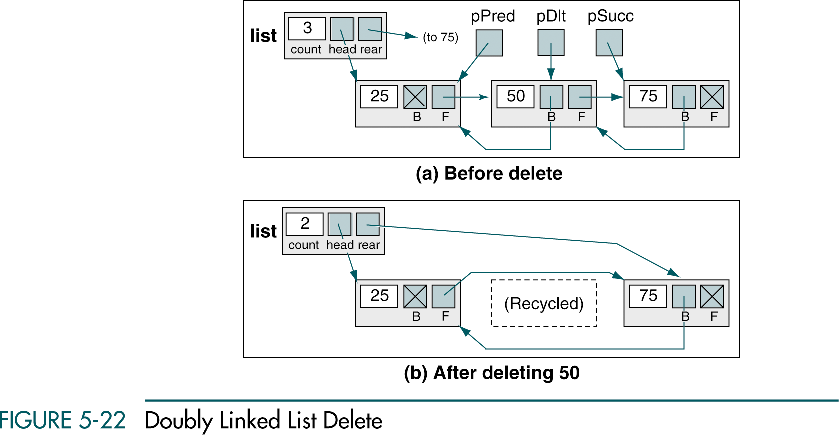 pPred pDlt pSucc
list 3 (to 75)
count head rear
25 50 75
B F B F B F
(a) Before delete
list 2
count head rear
25 (Recycled) 75
B F B F
(b) After deleting 50
FIGURE 5-22 Doubly Linked List Delete